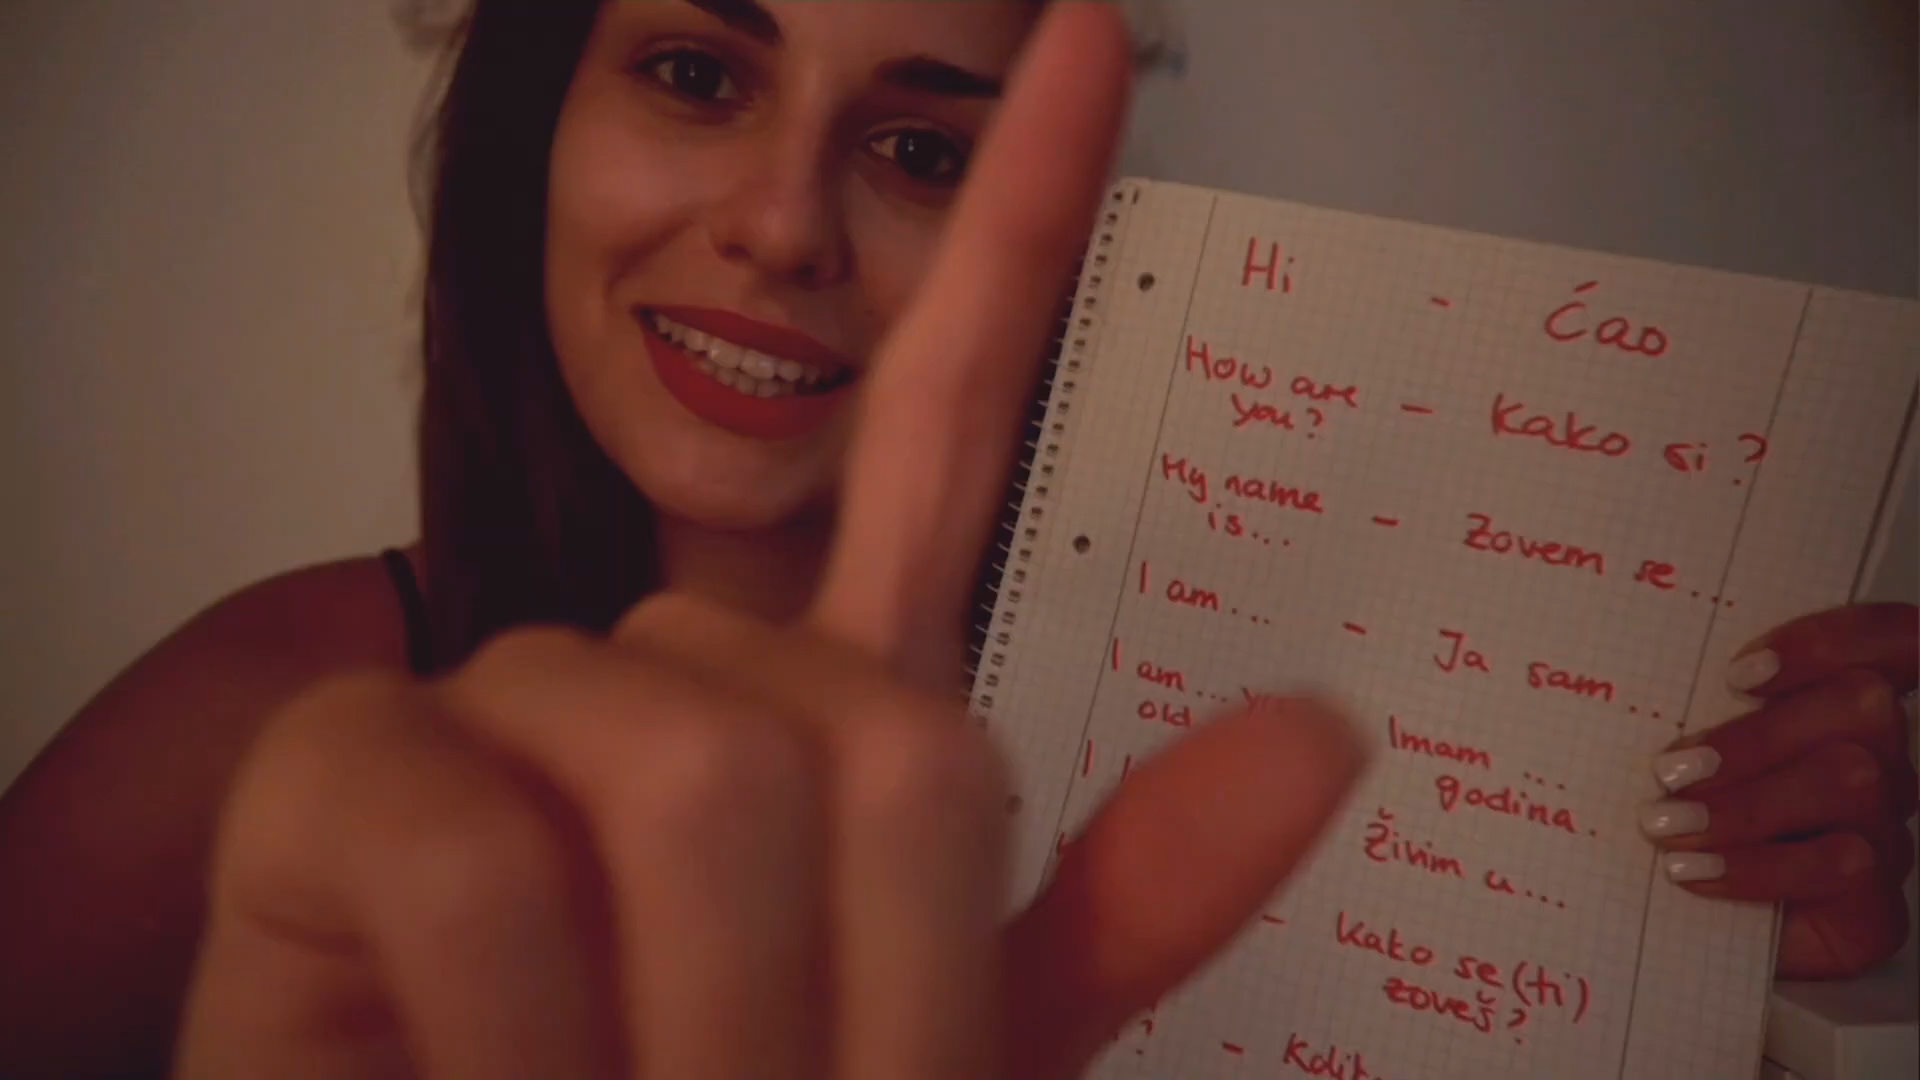 Hi - Ćao
How are - Kako si?
you?
My name - Zovem se...
is...
I am... - Ja sam...
I am... Imam ...
old godina.
I Živim u...
- Kako se (ti)
zoveš?
? -